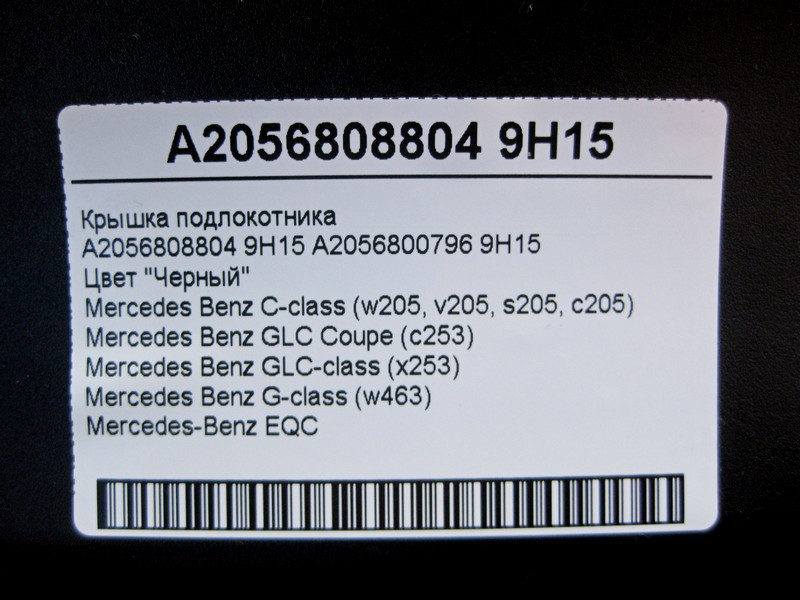 A2056808804 9H15
Крышка подлокотника
A2056808804 9H15 A2056800796 9H15
Цвет "Черный"
Mercedes Benz C-class (w205, v205, s205, c205)
Mercedes Benz GLC Coupe (c253)
Mercedes Benz GLC-class (x253)
Mercedes Benz G-class (w463)
Mercedes-Benz EQC